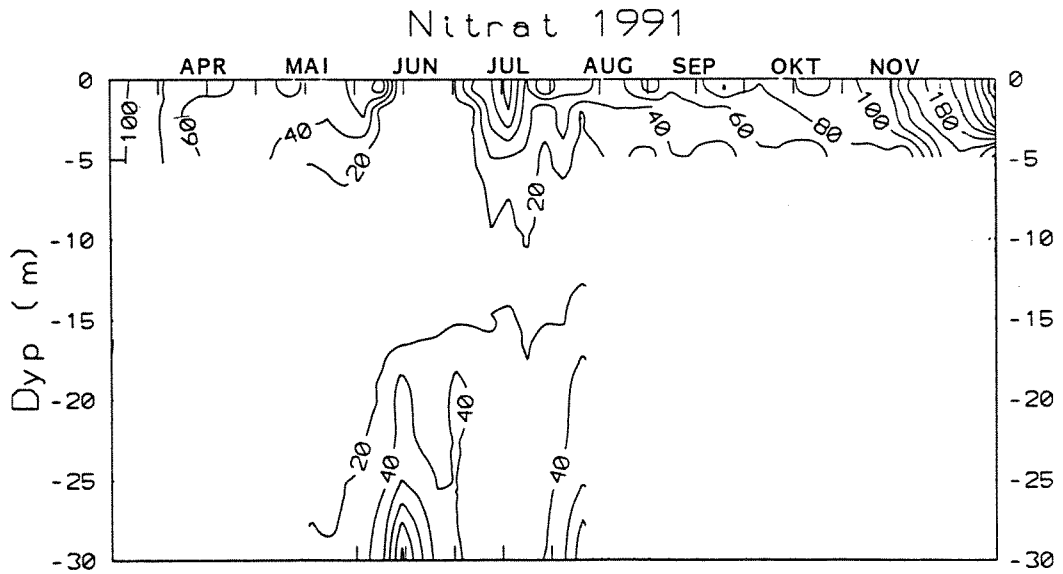 Nitrat 1991
APR MAI JUN JUL AUG SEP OKT NOV
0 0
100 60 40 20 20 40 60 80 100 180
-5 -5
-10 -10
-15 -15
-20 -20
20 40 40 40
-25 -25
-30 -30
Dyp (m)